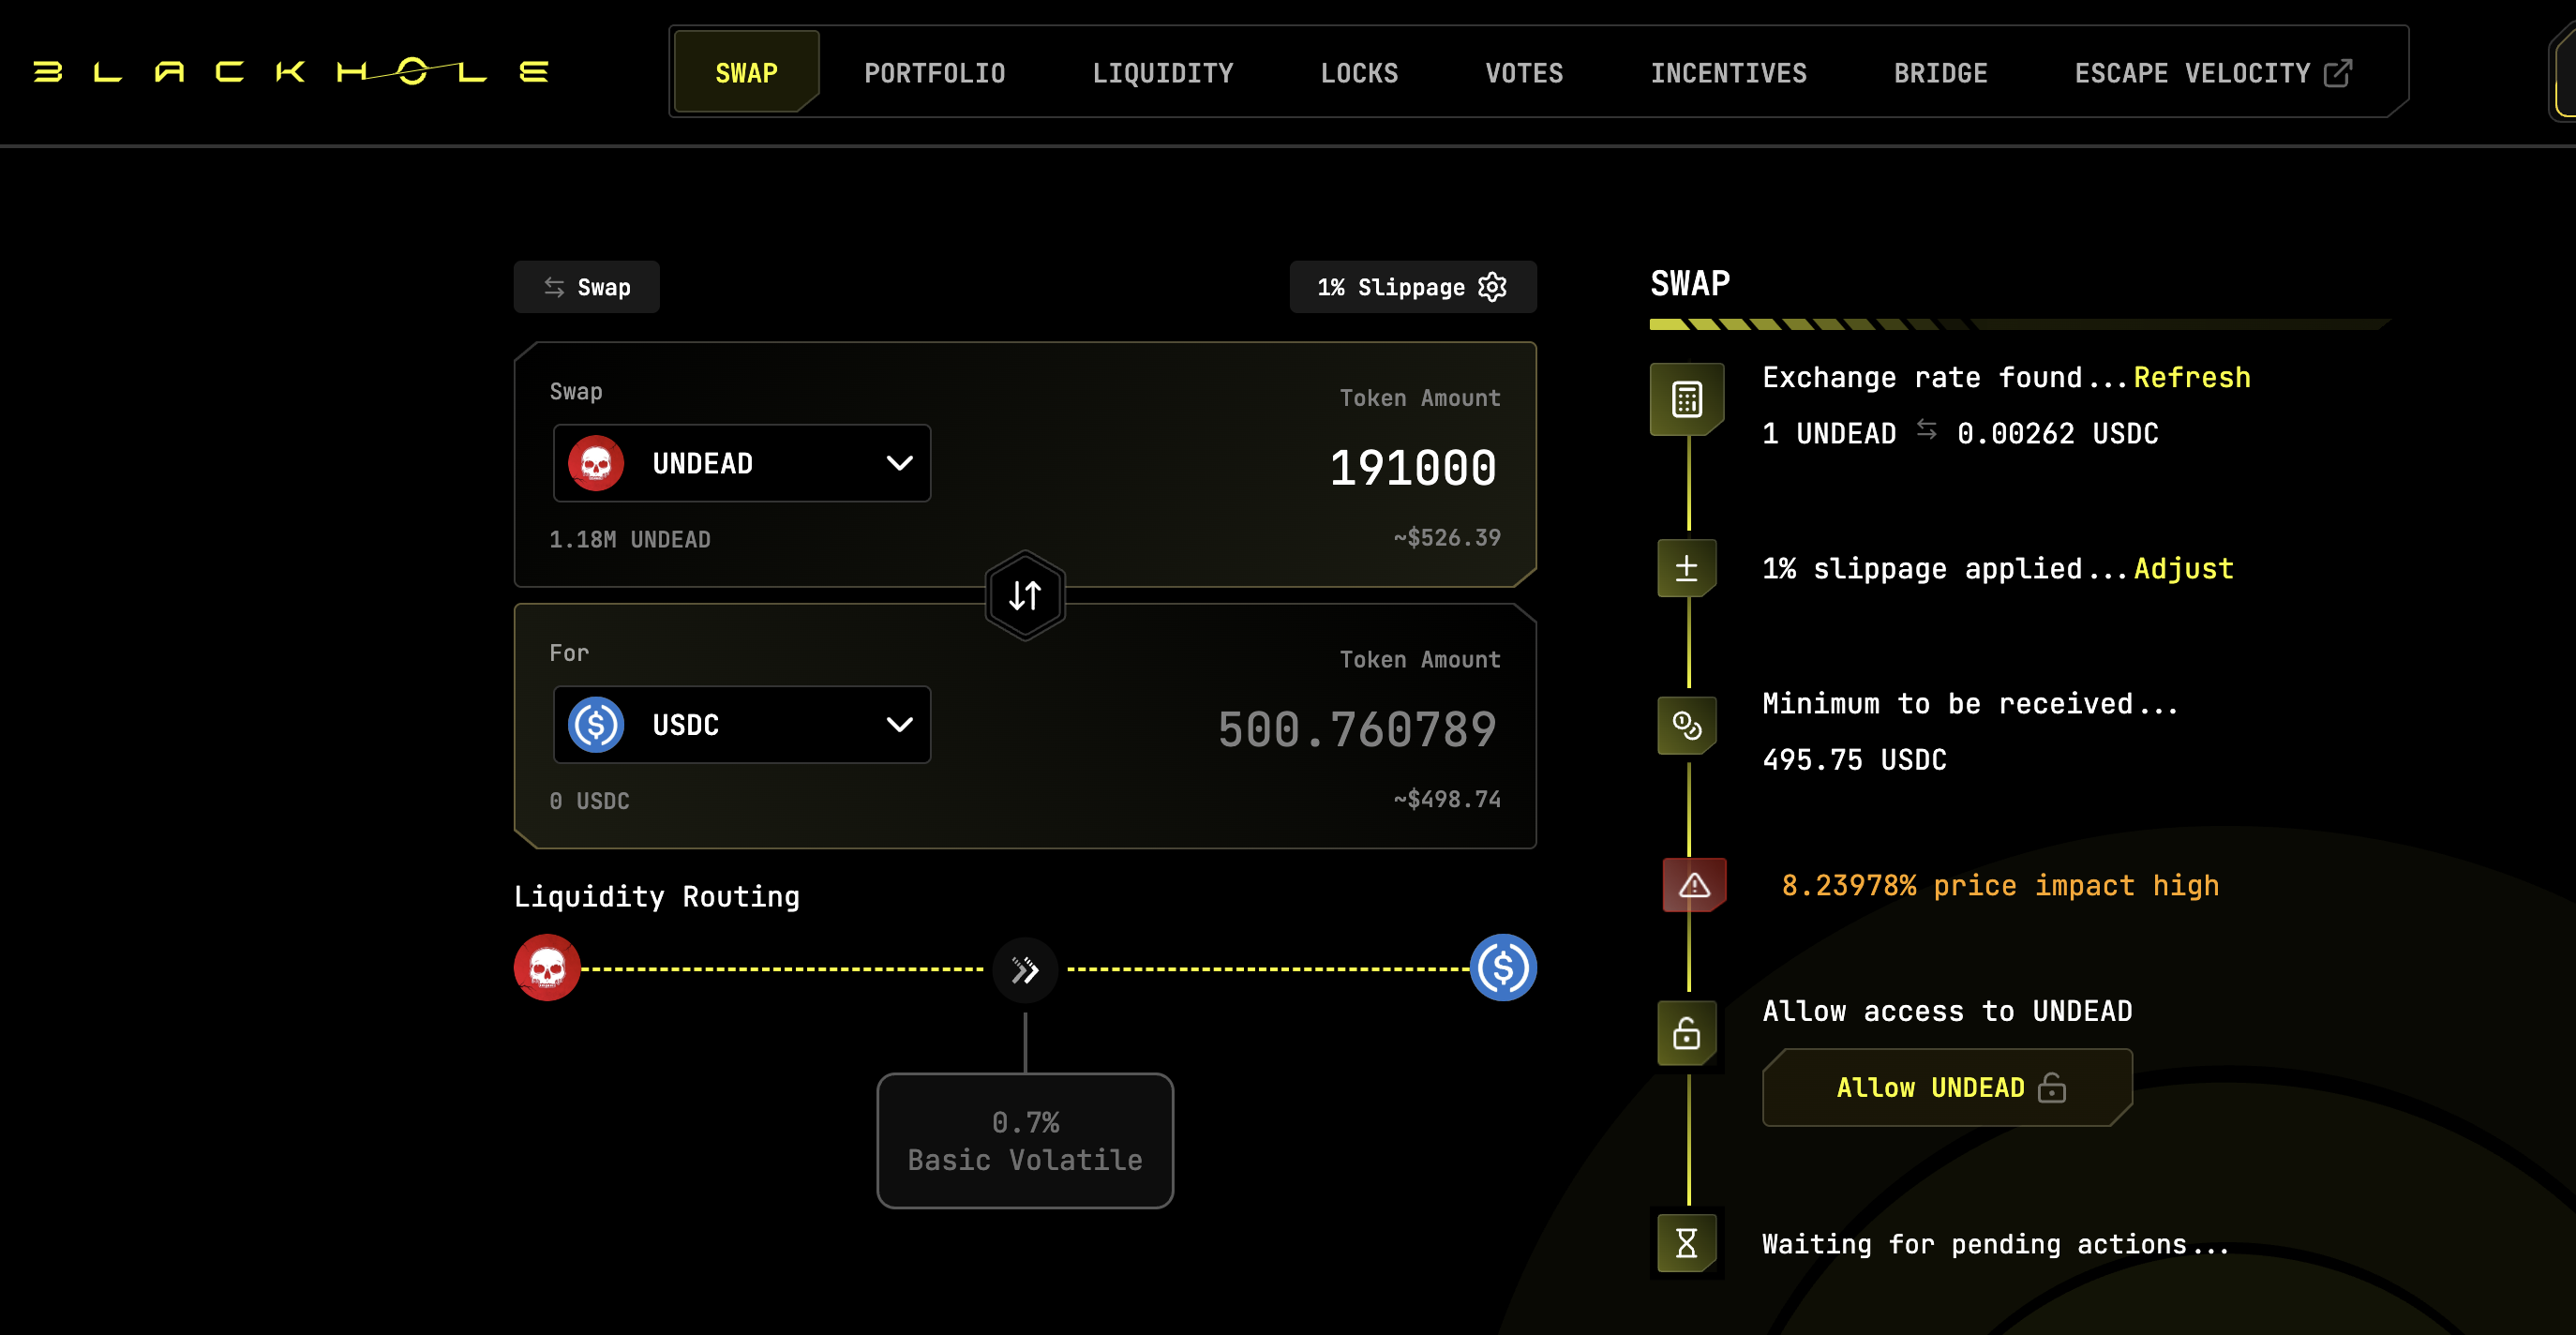 BLACKHOLE
SWAP PORTFOLIO LIQUIDITY LOCKS VOTES INCENTIVES BRIDGE ESCAPE VELOCITY
Swap
1% Slippage
Swap
Token Amount
UNDEAD
191000
1.18M UNDEAD
~$526.39
For
Token Amount
USDC
500.760789
0 USDC
~$498.74
Liquidity Routing
0.7%
Basic Volatile
SWAP
Exchange rate found...Refresh
1 UNDEAD ⇆ 0.00262 USDC
1% slippage applied...Adjust
Minimum to be received...
495.75 USDC
8.23978% price impact high
Allow access to UNDEAD
Allow UNDEAD
Waiting for pending actions...